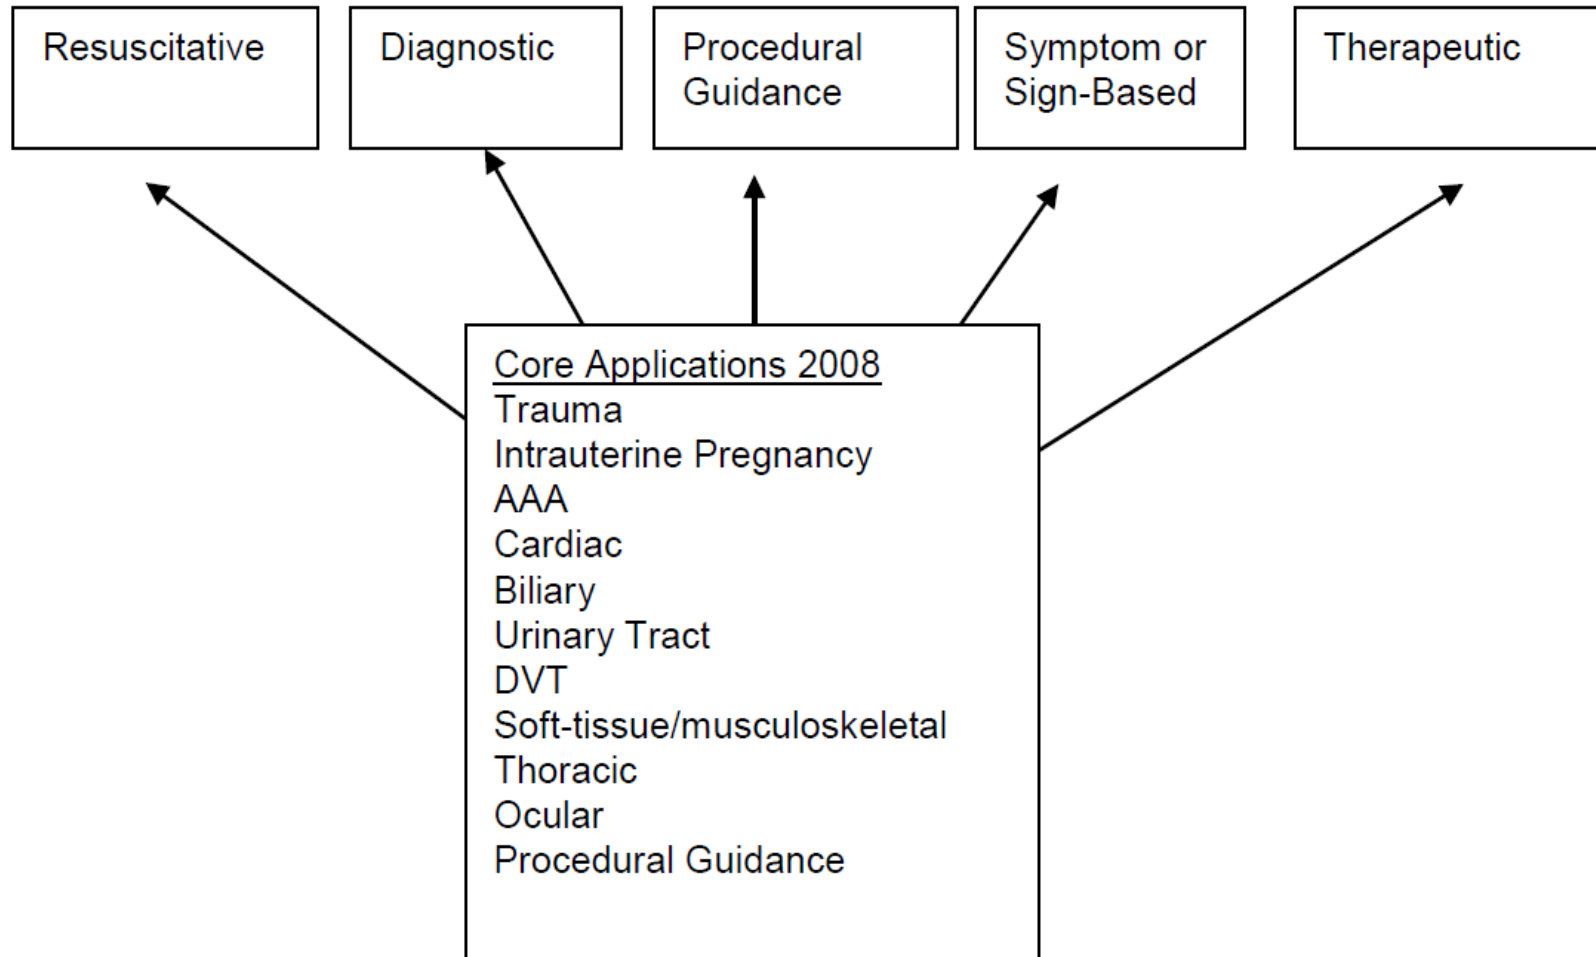 Resuscitative
Diagnostic
Procedural
Guidance
Symptom or
Sign-Based
Therapeutic
Core Applications 2008
Trauma
Intrauterine Pregnancy
AAA
Cardiac
Biliary
Urinary Tract
DVT
Soft-tissue/musculoskeletal
Thoracic
Ocular
Procedural Guidance